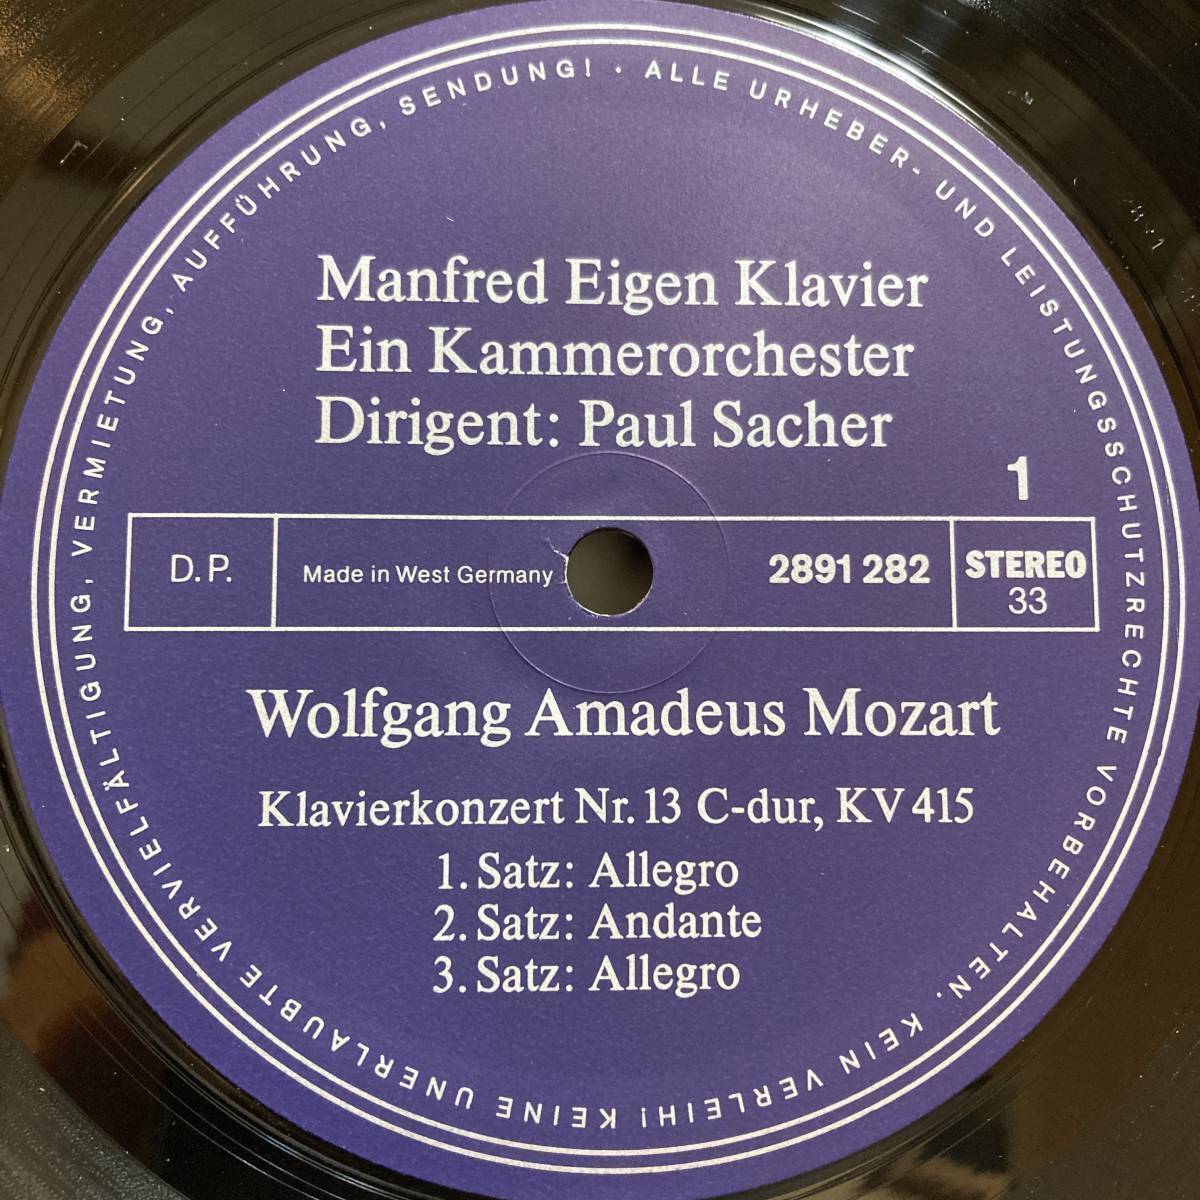 Manfred Eigen Klavier
Ein Kammerorchester
Dirigent: Paul Sacher
1
D.P.
Made in West Germany
2891 282
STEREO
33
Wolfgang Amadeus Mozart
Klavierkonzert Nr. 13 C-dur, KV 415
1. Satz: Allegro
2. Satz: Andante
3. Satz: Allegro
ALLE URHEBER- UND LEISTUNGSSCHUTZRECHTE VORBEHALTEN. KEIN VERLEIH! KEINE UNERLAUBTE VERVIELFÄLTIGUNG, VERMIETUNG, AUFFÜHRUNG, SENDUNG! ·